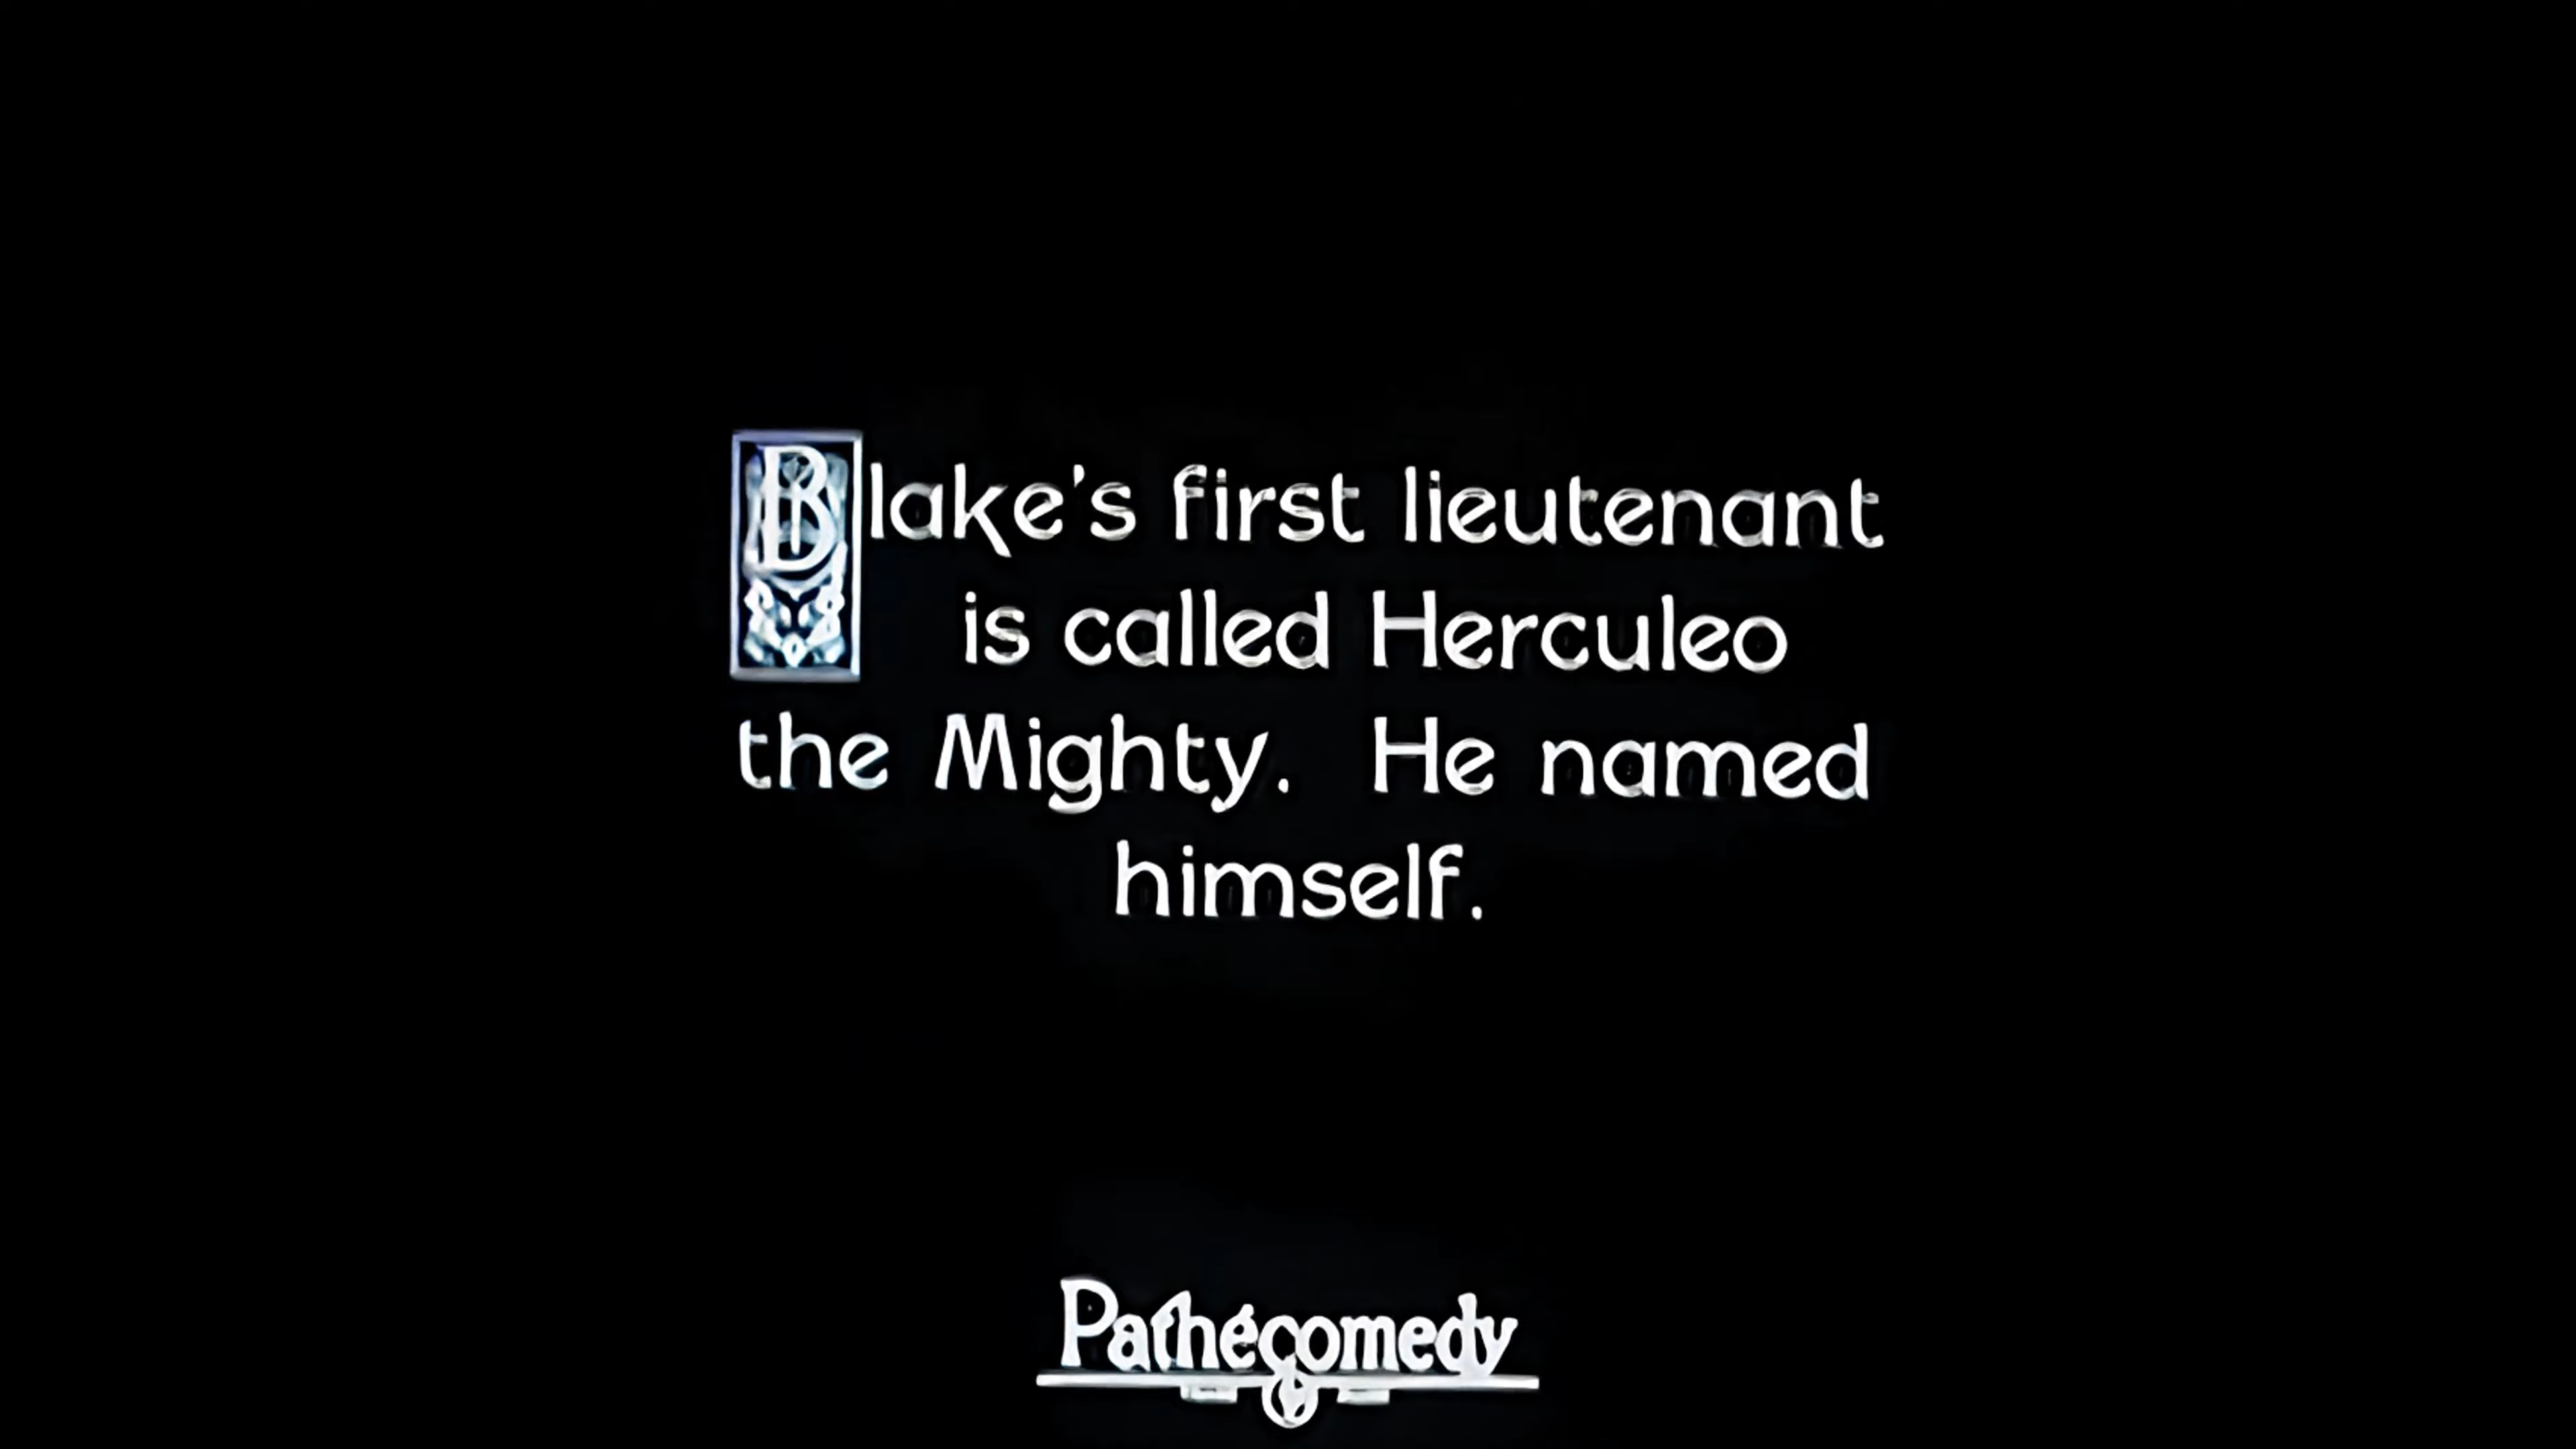 Blake's first lieutenant
is called Herculeo
the Mighty.  He named
himself.
Pathécomedy